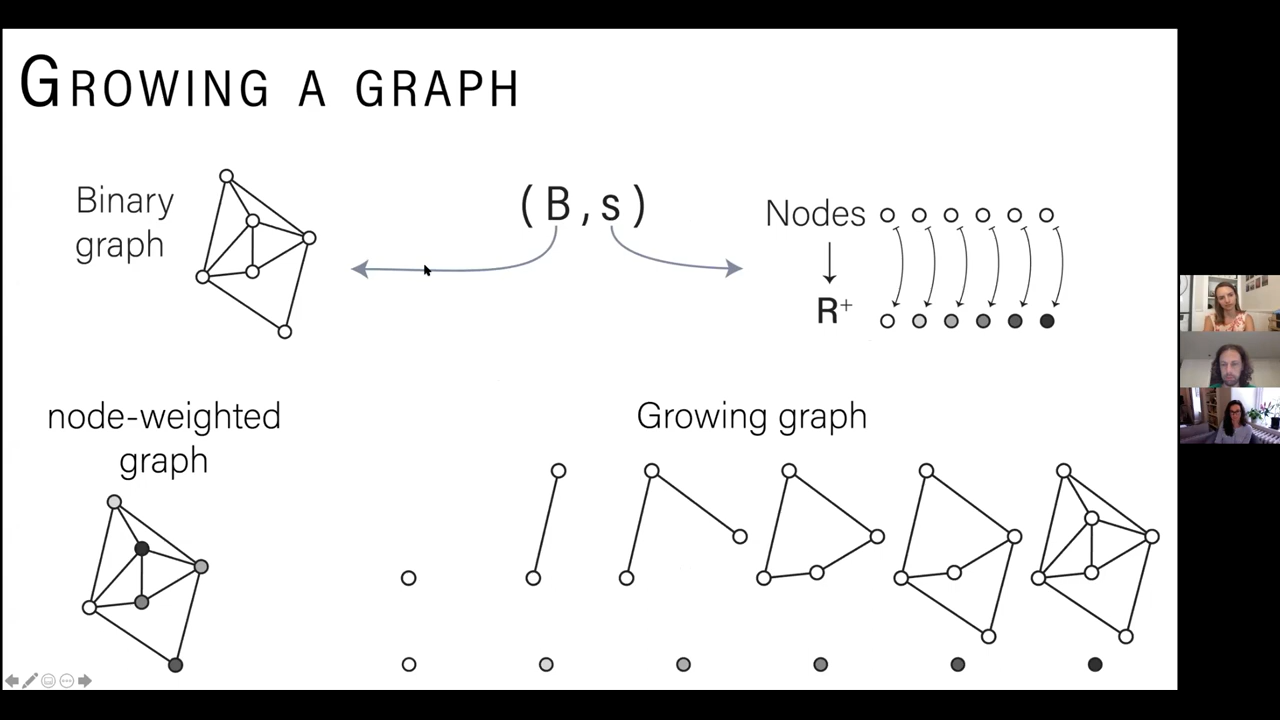 GROWING A GRAPH
Binary
graph
(B,s)
Nodes
R+
node-weighted
graph
Growing graph